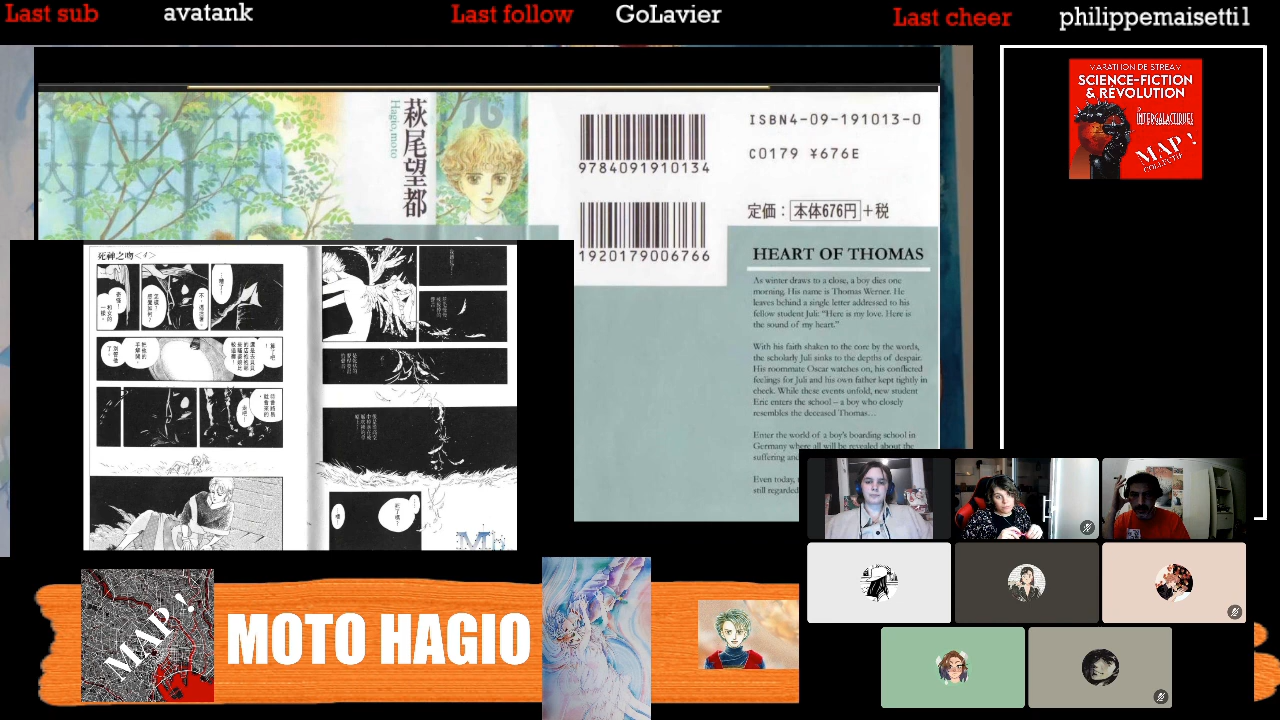 Last sub
avatank
Last follow
GoLavier
Last cheer
philippemaisetti1
MARATHON DE STREAM
SCIENCE-FICTION
& RÉVOLUTION
INTERGALACTIQUES
MAP !
COLLECTIF
萩尾望都
Hagio,moto
ISBN4-09-191013-0
C0179 ¥676E
9784091910134
1920179006766
定価：本体676円＋税
HEART OF THOMAS
As winter draws to a close, a boy dies one
morning. His name is Thomas Werner. He
leaves behind a single letter addressed to his
fellow student Juli: “Here is my love. Here is
the sound of my heart.”
With his faith shaken to the core by the words,
the scholarly Juli sinks to the depths of despair.
His roommate Oscar watches on, his conflicted
feelings for Juli and his own father kept tightly in
check. While these events unfold, new student
Eric enters the school – a boy who closely
resembles the deceased Thomas…
Enter the world of a boy's boarding school in
Germany where all will be revealed about the
suffering and
Even today,
still regarded
死神之吻<4>
MAP !
MOTO HAGIO